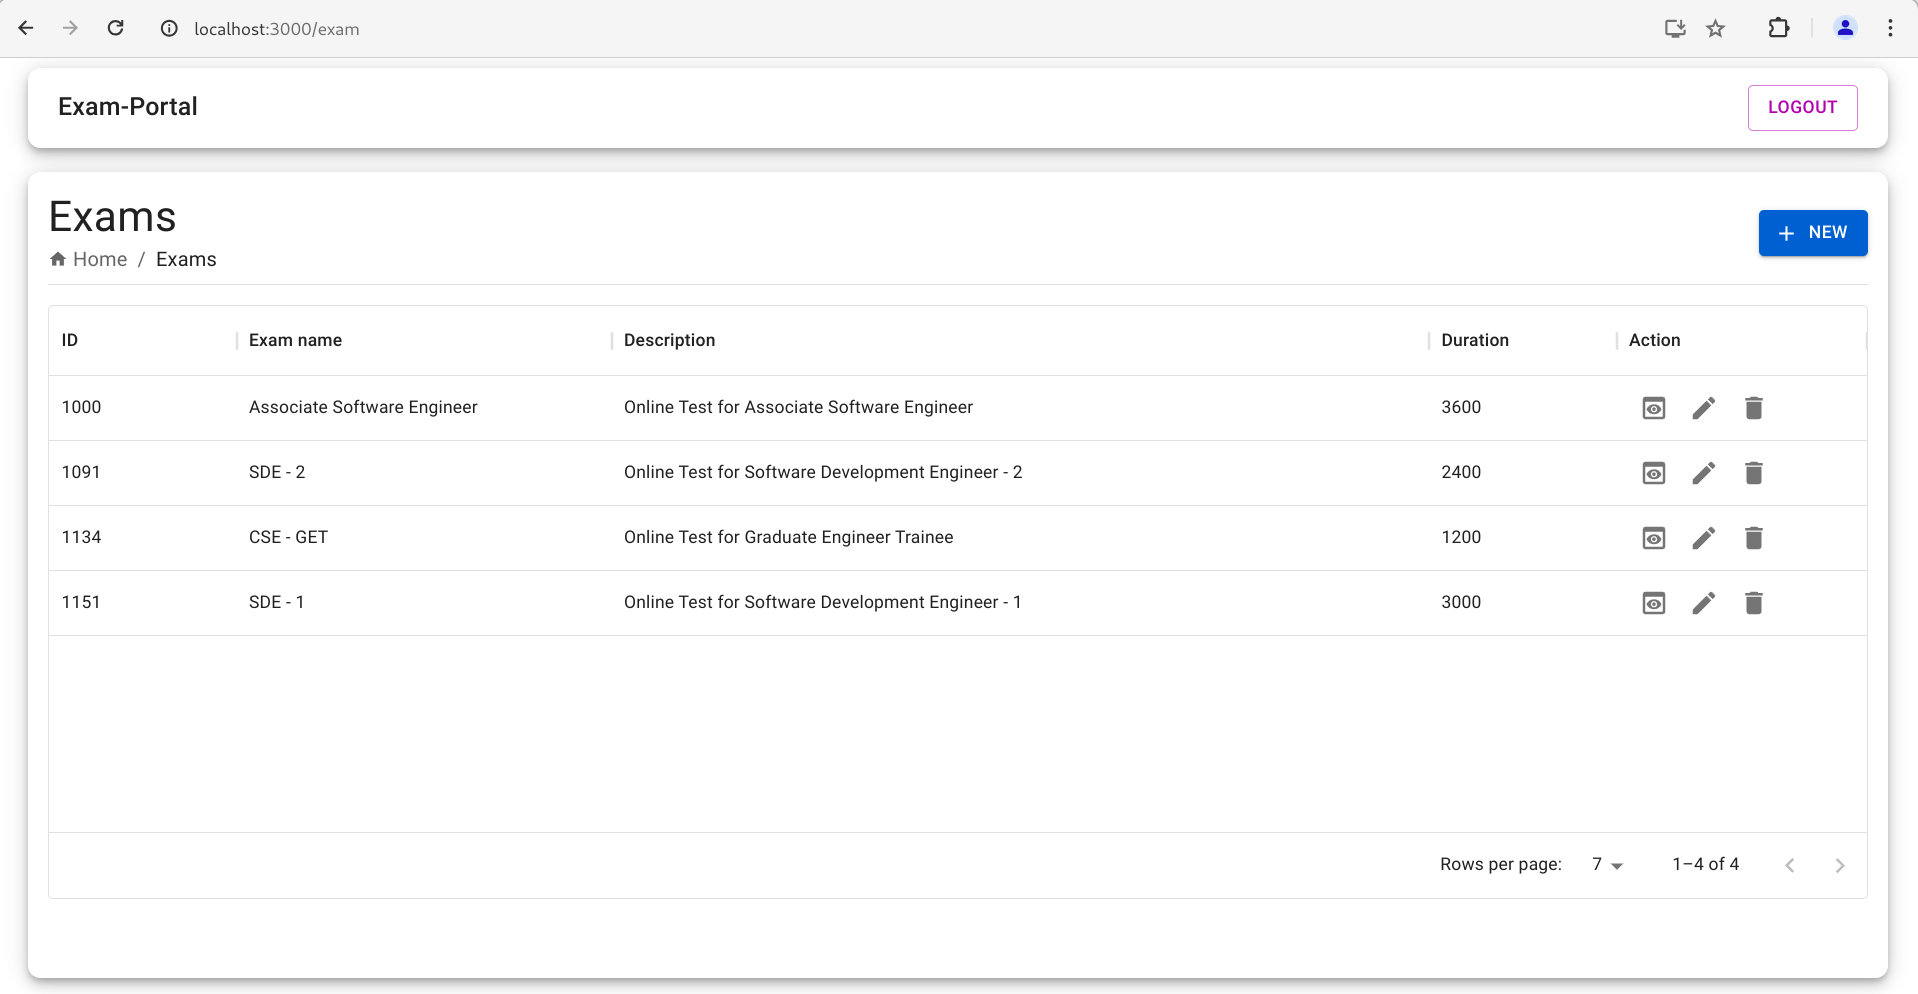 localhost:3000/exam
Exam-Portal
LOGOUT
Exams
Home / Exams
NEW
ID Exam name Description Duration Action
1000 Associate Software Engineer Online Test for Associate Software Engineer 3600
1091 SDE - 2 Online Test for Software Development Engineer - 2 2400
1134 CSE - GET Online Test for Graduate Engineer Trainee 1200
1151 SDE - 1 Online Test for Software Development Engineer - 1 3000
Rows per page: 7 1–4 of 4